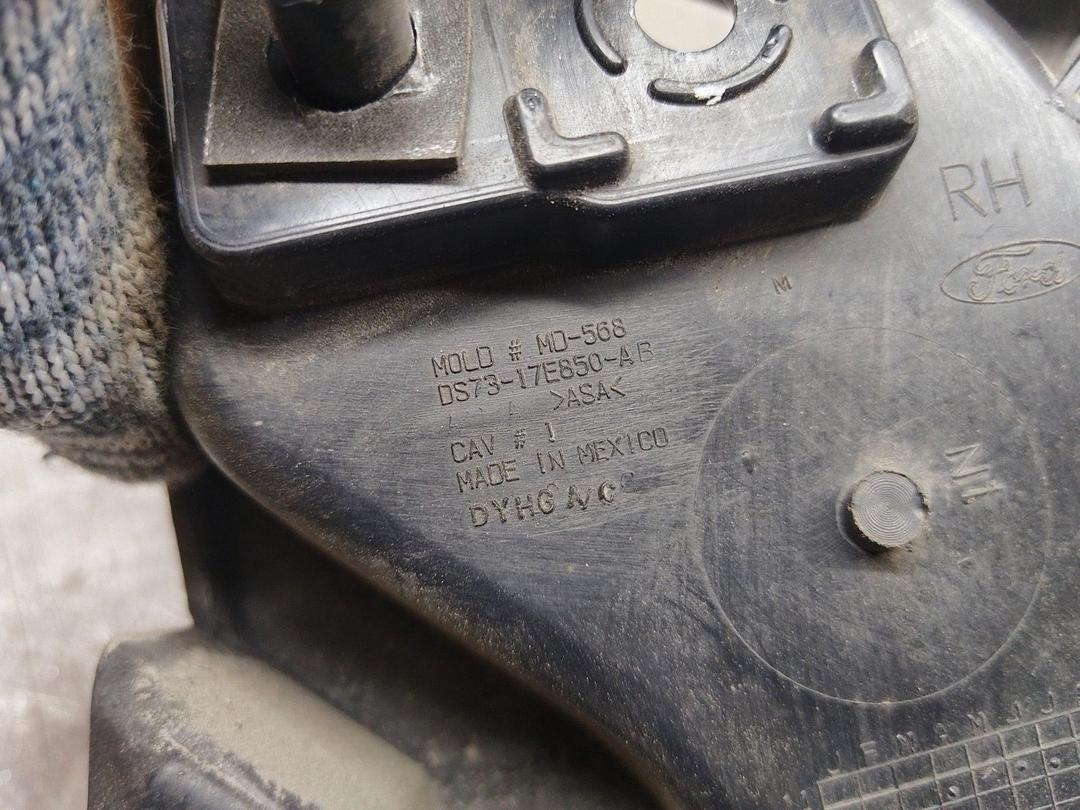 RH
Ford
M
MOLD # MD-568
DS73-17E850-AB
>ASA<
CAV # 1
MADE IN MEXICO
DYHG A/C
J F M A M J J